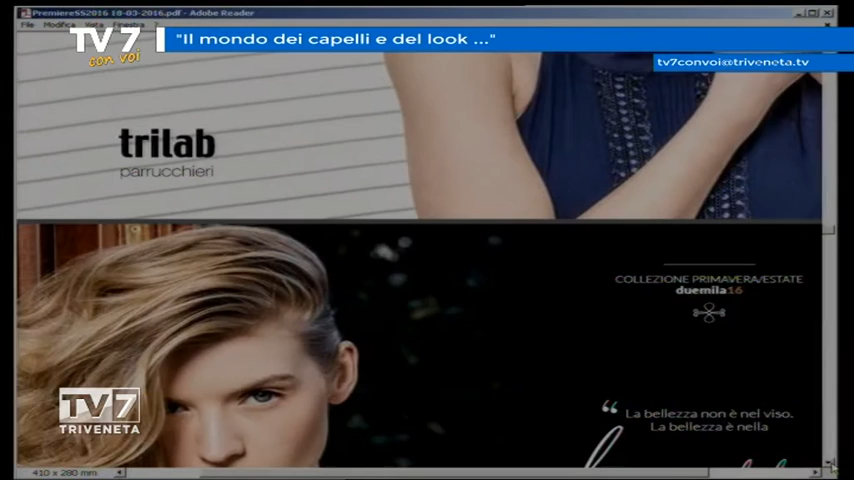 PremiereSS2016 18-03-2016.pdf - Adobe Reader
File Modifica Vista Finestra ?
TV7
con voi
"Il mondo dei capelli e del look ..."
tv7convoi@triveneta.tv
trilab
parrucchieri
COLLEZIONE PRIMAVERA/ESTATE
duemila16
“
La bellezza non è nel viso.
La bellezza è nella
TV7
TRIVENETA
410 x 280 mm